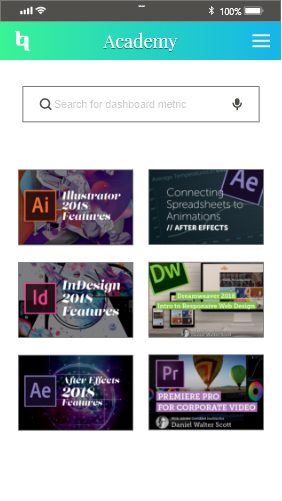 100%
Academy
Search for dashboard metric
Ai
Illustrator
2018
Features
Ae
Connecting
Spreadsheets to
Animations
// AFTER EFFECTS
Id
InDesign
2018
Features
Dw
Dreamweaver 2018
Intro to Responsive Web Design
Ae
After Effects
2018
Features
Pr
PREMIERE PRO
FOR CORPORATE VIDEO
Daniel Walter Scott